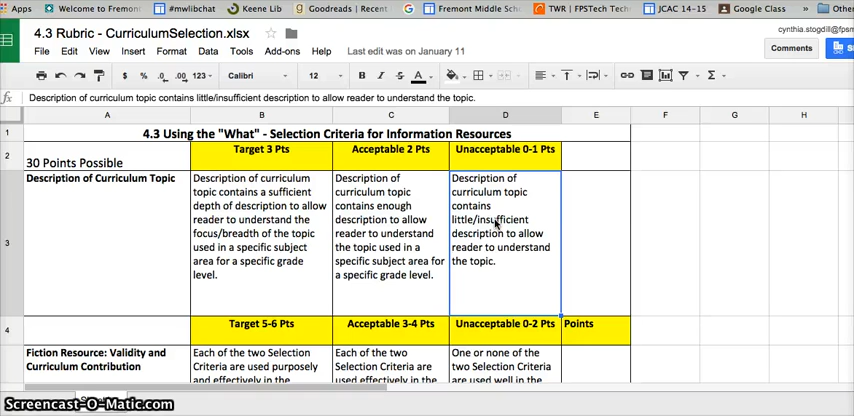 Apps Welcome to Fremon #mwlibchat Keene Lib Goodreads | Recent Fremont Middle Sch TWR | FPSTech Tech JCAC 14-15 Google Class Add
cynthia.stogdill@fpsm
4.3 Rubric - CurriculumSelection.xlsx
Comments
File Edit View Insert Format Data Tools Add-ons Help Last edit was on January 11
$ % .0 .00 123 Calibri 12 B I S A Σ
fx Description of curriculum topic contains little/insufficient description to allow reader to understand the topic.
A B C D E F G H
1 4.3 Using the "What" - Selection Criteria for Information Resources
2 30 Points Possible Target 3 Pts Acceptable 2 Pts Unacceptable 0-1 Pts
3
Description of Curriculum Topic
Description of curriculum
topic contains a sufficient
depth of description to allow
reader to understand the
focus/breadth of the topic
used in a specific subject
area for a specific grade
level.
Description of
curriculum topic
contains enough
description to allow
reader to understand
the topic used in a
specific subject area for
a specific grade level.
Description of
curriculum topic
contains
little/insufficient
description to allow
reader to understand
the topic.
4 Target 5-6 Pts Acceptable 3-4 Pts Unacceptable 0-2 Pts Points
Fiction Resource: Validity and
Curriculum Contribution
Each of the two Selection
Criteria are used purposely
and effectively in the
Each of the two
Selection Criteria are
used effectively in the
One or none of the
two Selection Criteria
are used well in the
Screencast-O-Matic.com